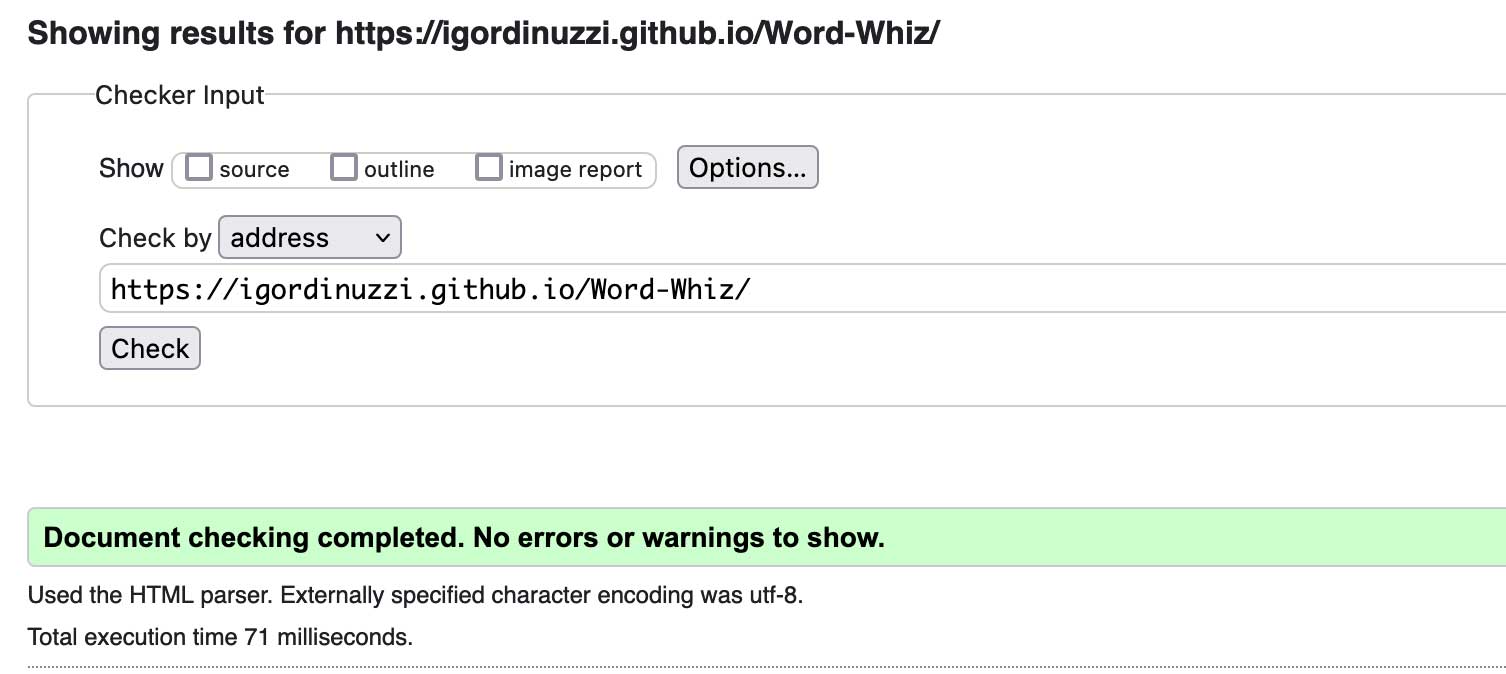 Showing results for https://igordinuzzi.github.io/Word-Whiz/
Checker Input
Show source outline image report Options...
Check by address
https://igordinuzzi.github.io/Word-Whiz/
Check
Document checking completed. No errors or warnings to show.
Used the HTML parser. Externally specified character encoding was utf-8.
Total execution time 71 milliseconds.